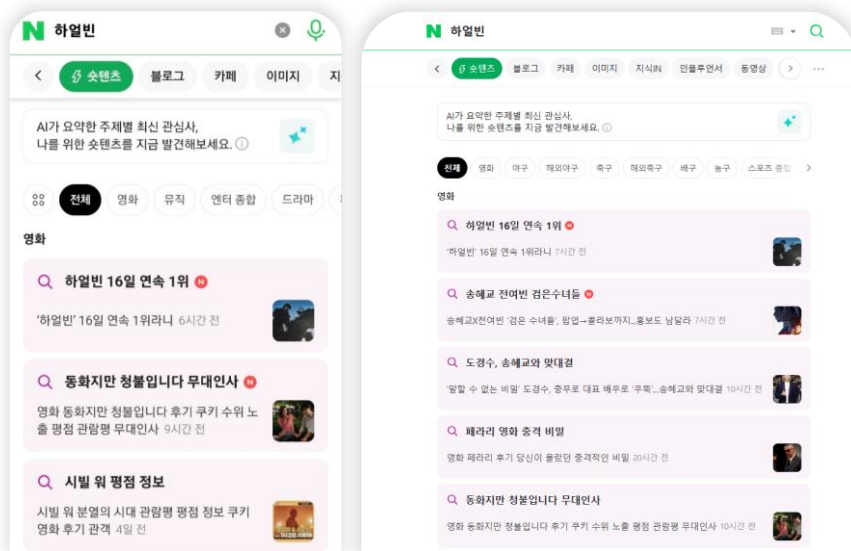 N 하얼빈
숏텐츠 블로그 카페 이미지 지
AI가 요약한 주제별 최신 관심사,
나를 위한 숏텐츠를 지금 발견해보세요.
전체 영화 뮤직 엔터 종합 드라마
영화
하얼빈 16일 연속 1위 N
'하얼빈' 16일 연속 1위라니 6시간 전
동화지만 청불입니다 무대인사 N
영화 동화지만 청불입니다 후기 쿠키 수위 노
출 평점 관람평 무대인사 9시간 전
시빌 워 평점 정보
시빌 워 분열의 시대 관람평 평점 정보 쿠키
영화 후기 관객 4일 전
N 하얼빈
숏텐츠 블로그 카페 이미지 지식iN 인플루언서 동영상
AI가 요약한 주제별 최신 관심사,
나를 위한 숏텐츠를 지금 발견해보세요.
전체 영화 야구 해외야구 축구 해외축구 배구 농구 스포츠 종합
영화
하얼빈 16일 연속 1위 N
'하얼빈' 16일 연속 1위라니 7시간 전
송혜교 전여빈 검은수녀들 N
송혜교X전여빈 '검은 수녀들', 팝업→콜라보까지…홍보도 남달라 7시간 전
도경수, 송혜교와 맞대결
'말할 수 없는 비밀' 도경수, 충무로 대표 배우로 '우뚝'…송혜교와 맞대결 10시간 전
페라리 영화 충격 비밀
영화 페라리 후기 당신이 몰랐던 충격적인 비밀 20시간 전
동화지만 청불입니다 무대인사
영화 동화지만 청불입니다 후기 쿠키 수위 노출 평점 관람평 무대인사 10시간 전